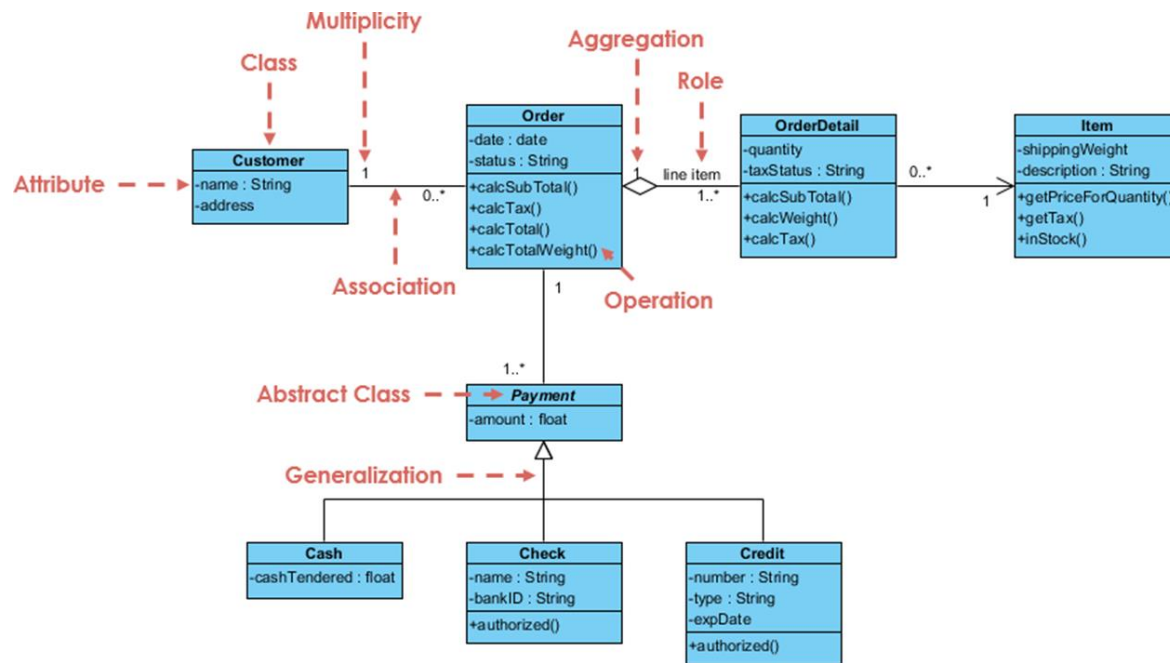 Multiplicity
Aggregation
Class
Role
Attribute
Customer
-name : String
-address
1
0..*
Association
Order
-date : date
-status : String
+calcSubTotal()
+calcTax()
+calcTotal()
+calcTotalWeight()
Operation
1
line item
1..*
OrderDetail
-quantity
-taxStatus : String
+calcSubTotal()
+calcWeight()
+calcTax()
0..*
1
Item
-shippingWeight
-description : String
+getPriceForQuantity()
+getTax()
+inStock()
1
1..*
Abstract Class
Payment
-amount : float
Generalization
Cash
-cashTendered : float
Check
-name : String
-bankID : String
+authorized()
Credit
-number : String
-type : String
-expDate
+authorized()